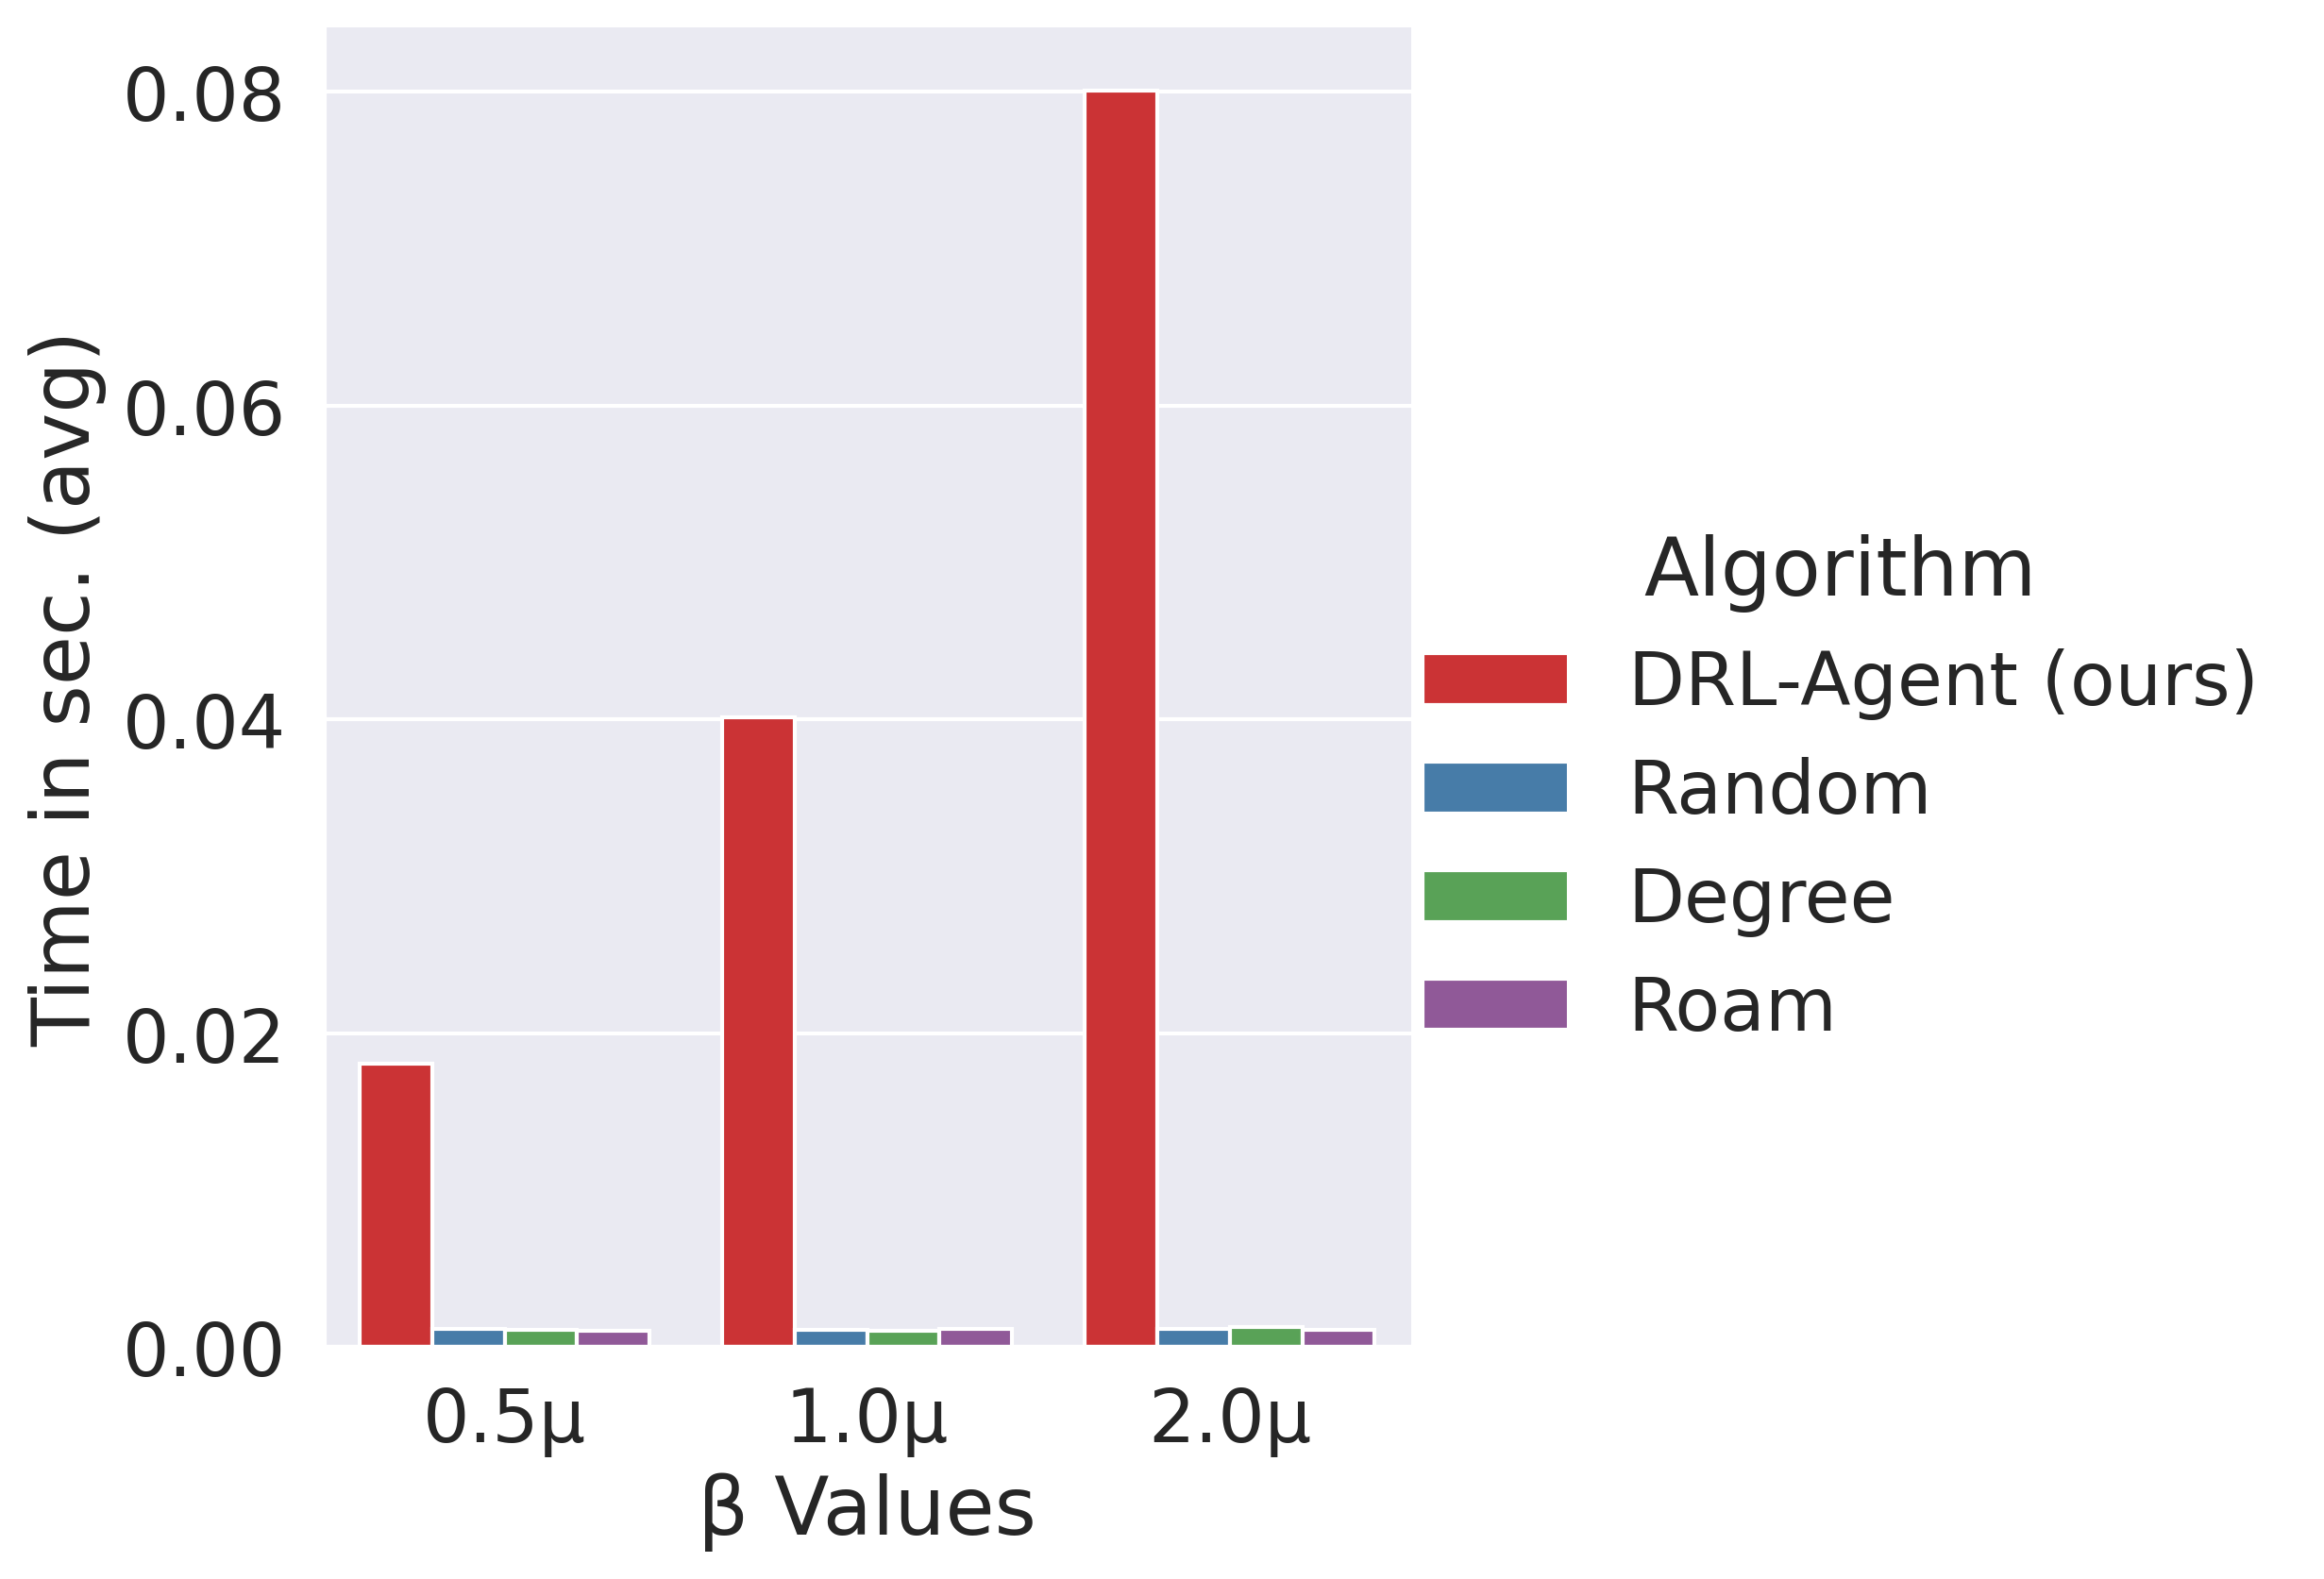 Time in sec. (avg)
0.08
0.06
0.04
0.02
0.00
0.5μ 1.0μ 2.0μ
β Values
Algorithm
DRL-Agent (ours)
Random
Degree
Roam